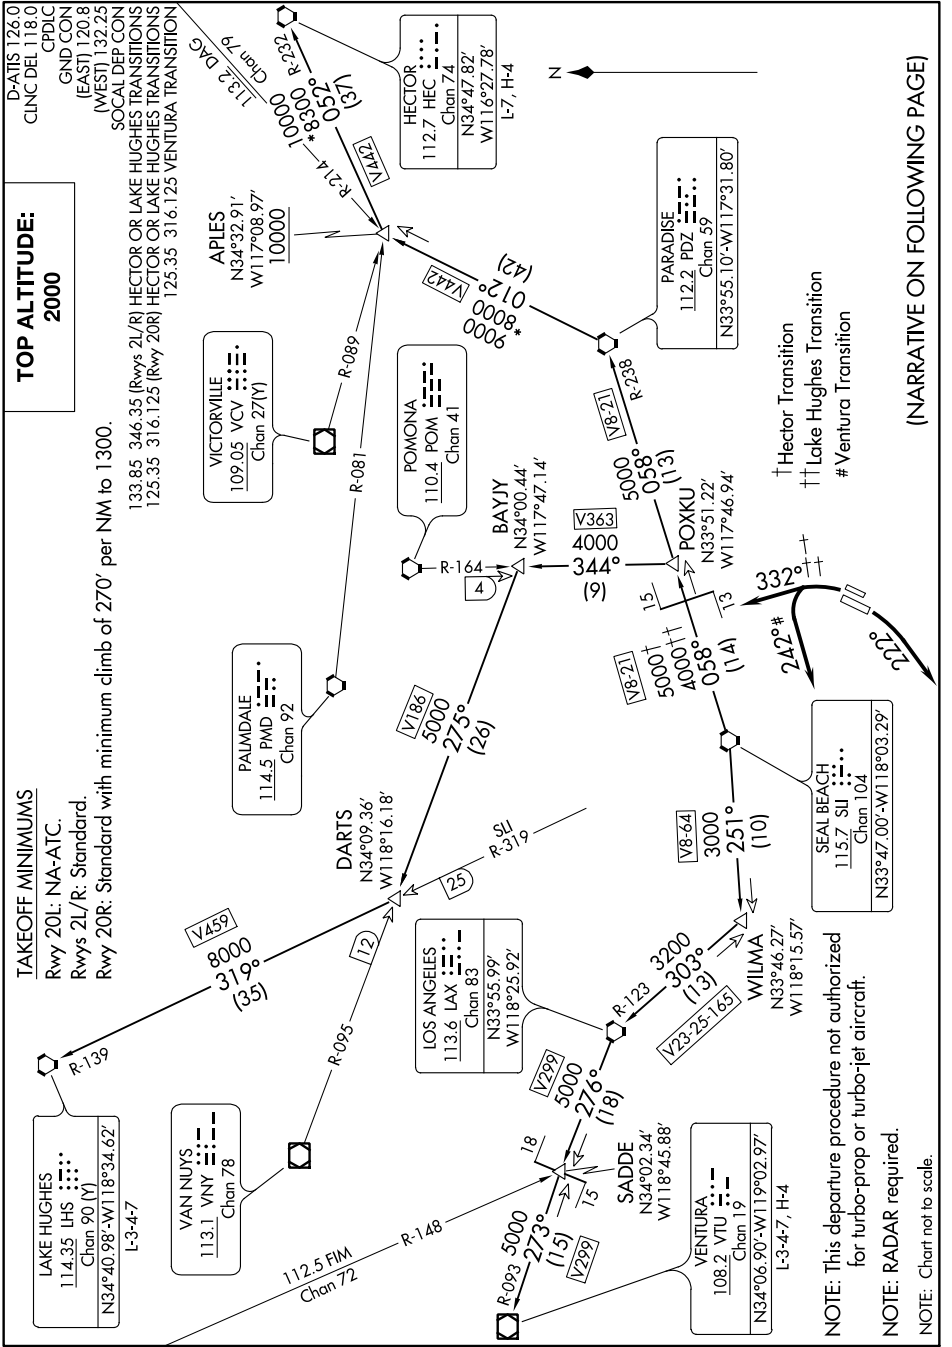 D-ATIS 126.0
CLNC DEL 118.0
CPDLC
GND CON
(EAST) 120.8
(WEST) 132.25
SOCAL DEP CON
133.85 346.35 (Rwys 2L/R) HECTOR OR LAKE HUGHES TRANSITIONS
125.35 316.125 (Rwy 20R) HECTOR OR LAKE HUGHES TRANSITIONS
125.35 316.125 VENTURA TRANSITION
TOP ALTITUDE:
2000
TAKEOFF MINIMUMS
Rwy 20L: NA-ATC.
Rwys 2L/R: Standard.
Rwy 20R: Standard with minimum climb of 270' per NM to 1300.
LAKE HUGHES
114.35 LHS
Chan 90 (Y)
N34°40.98'-W118°34.62'
L-3-4-7
R-139
V459
8000
319°
(35)
VAN NUYS
113.1 VNY
Chan 78
R-095
12
DARTS
N34°09.36'
W118°16.18'
25
SLI
R-319
PALMDALE
114.5 PMD
Chan 92
R-081
V186
5000
275°
(26)
VICTORVILLE
109.05 VCV
Chan 27(Y)
R-089
POMONA
110.4 POM
Chan 41
R-164
4
BAYJY
N34°00.44'
W117°47.14'
APLES
N34°32.91'
W117°08.97'
10000
113.2 DAG
Chan 79
R-214
R-232
10000
*8300
052°
(37)
V442
HECTOR
112.7 HEC
Chan 74
N34°47.82'
W116°27.78'
L-7, H-4
N
9000
*8000
012°
(42)
V442
PARADISE
112.2 PDZ
Chan 59
N33°55.10'-W117°31.80'
R-238
V8-21
5000
058°
(13)
V363
4000
344°
(9)
POXKU
N33°51.22'
W117°46.94'
15
13
V8-21
5000†
4000††
058°
(14)
332°††
242°#
222°
SEAL BEACH
115.7 SLI
Chan 104
N33°47.00'-W118°03.29'
V8-64
3000
251°
(10)
WILMA
N33°46.27'
W118°15.57'
3200
303°
(13)
V23-25-165
R-123
LOS ANGELES
113.6 LAX
Chan 83
N33°55.99'
W118°25.92'
V299
5000
276°
(18)
18
15
SADDE
N34°02.34'
W118°45.88'
112.5 FIM
Chan 72
R-148
R-093
5000
273°
(15)
V299
VENTURA
108.2 VTU
Chan 19
N34°06.90'-W119°02.97'
L-3-4-7, H-4
†Hector Transition
††Lake Hughes Transition
#Ventura Transition
NOTE: This departure procedure not authorized
for turbo-prop or turbo-jet aircraft.
NOTE: RADAR required.
NOTE: Chart not to scale.
(NARRATIVE ON FOLLOWING PAGE)